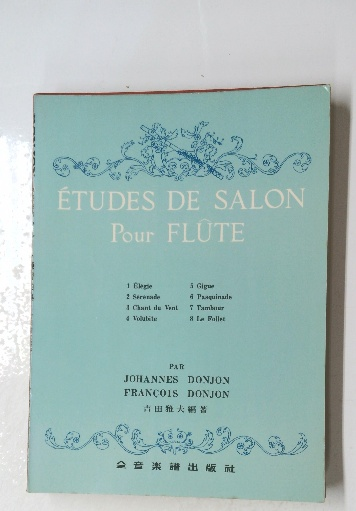 ÉTUDES DE SALON
Pour FLÛTE
1 Élégie
2 Sérénade
3 Chant du Vent
4 Volubile
5 Gigue
6 Pasquinade
7 Tambour
8 Le Follet
PAR
JOHANNES DONJON
FRANÇOIS DONJON
吉田雅夫編著
全音楽譜出版社